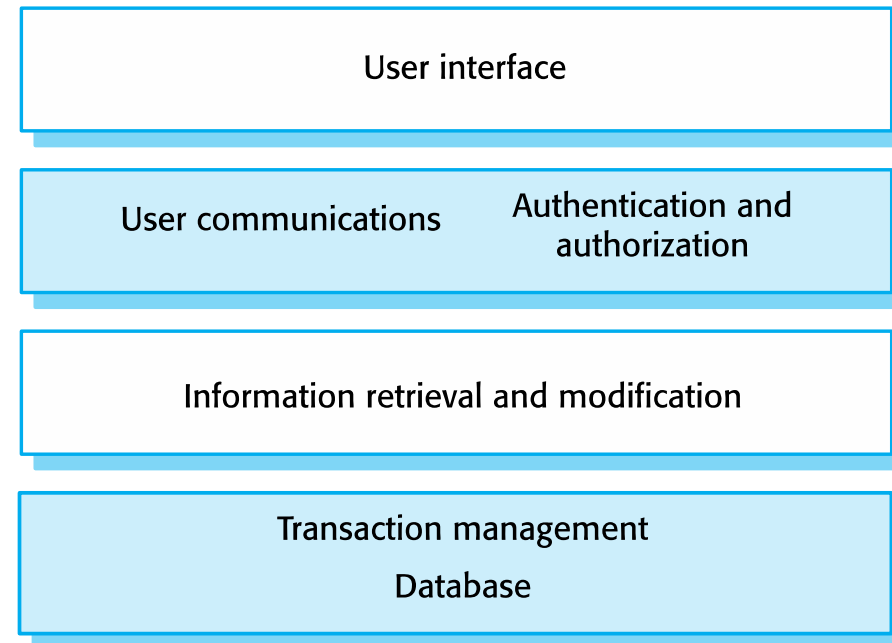 User interface
User communications
Authentication and
authorization
Information retrieval and modification
Transaction management
Database